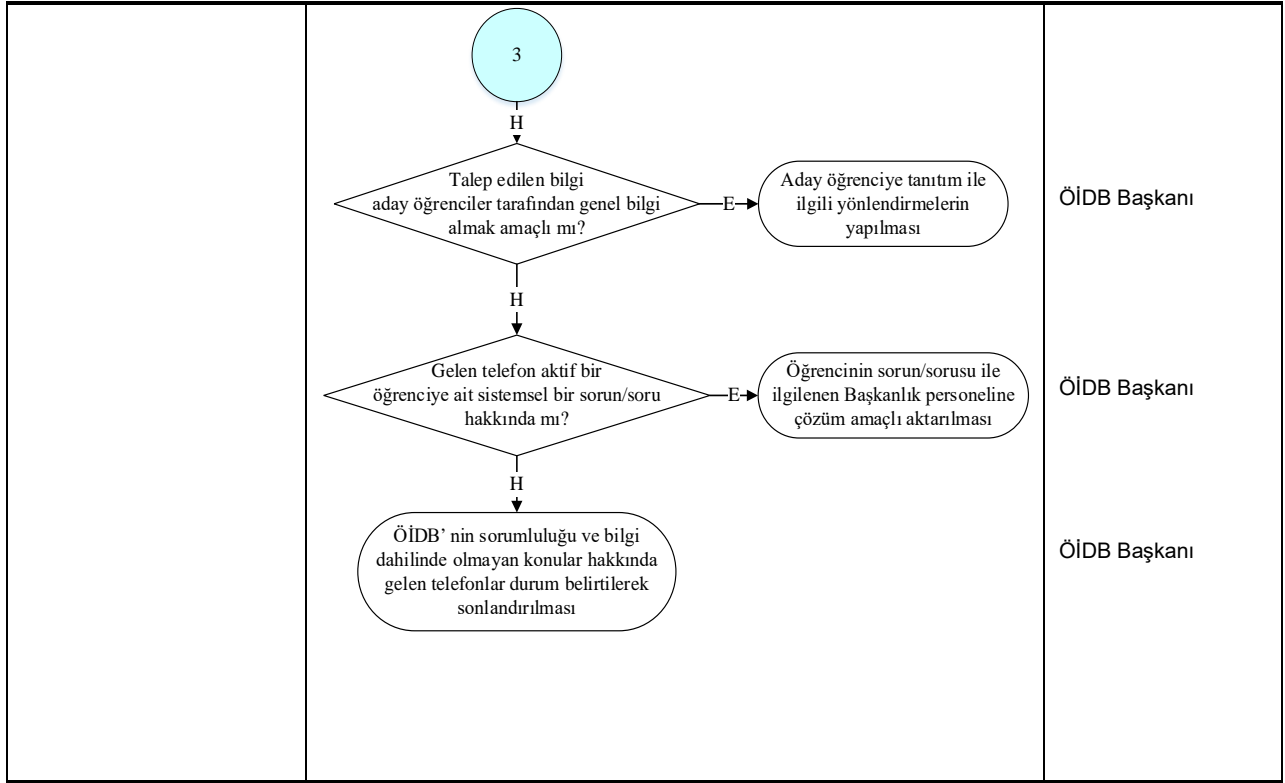 3
H
Talep edilen bilgi
aday öğrenciler tarafından genel bilgi
almak amaçlı mı?
E
Aday öğrenciye tanıtım ile
ilgili yönlendirmelerin
yapılması
ÖİDB Başkanı
H
Gelen telefon aktif bir
öğrenciye ait sistemsel bir sorun/soru
hakkında mı?
E
Öğrencinin sorun/sorusu ile
ilgilenen Başkanlık personeline
çözüm amaçlı aktarılması
ÖİDB Başkanı
H
ÖİDB’ nin sorumluluğu ve bilgi
dahilinde olmayan konular hakkında
gelen telefonlar durum belirtilerek
sonlandırılması
ÖİDB Başkanı